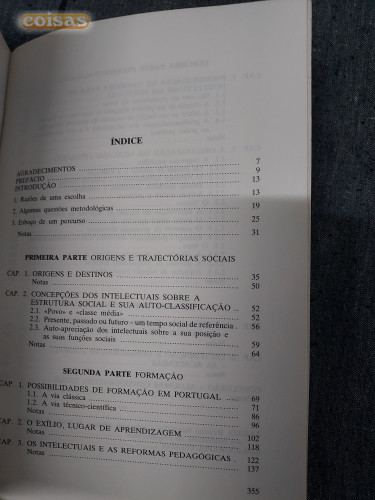 coisas
ÍNDICE
AGRADECIMENTOS 7
PREFÁCIO 9
INTRODUÇÃO 13
1. Razões de uma escolha 13
2. Algumas questões metodológicas 19
3. Esboço de um percurso 25
Notas 31
PRIMEIRA PARTE ORIGENS E TRAJECTÓRIAS SOCIAIS
CAP. 1. ORIGENS E DESTINOS 35
Notas 50
CAP. 2. CONCEPÇÕES DOS INTELECTUAIS SOBRE A
ESTRUTURA SOCIAL E SUA AUTO-CLASSIFICAÇÃO 52
2.1. «Povo» e «classe média» 52
2.2. Presente, passado ou futuro - um tempo social de referência 56
2.3. Auto-apreciação dos intelectuais sobre a sua posição e
as suas funções sociais 59
Notas 64
SEGUNDA PARTE FORMAÇÃO
CAP. 1. POSSIBILIDADES DE FORMAÇÃO EM PORTUGAL 69
1.1. A via clássica 71
1.2. A via técnico-científica 86
Notas 96
CAP. 2. O EXÍLIO, LUGAR DE APRENDIZAGEM 102
Notas 118
CAP. 3. OS INTELECTUAIS E AS REFORMAS PEDAGÓGICAS 122
Notas 137
355